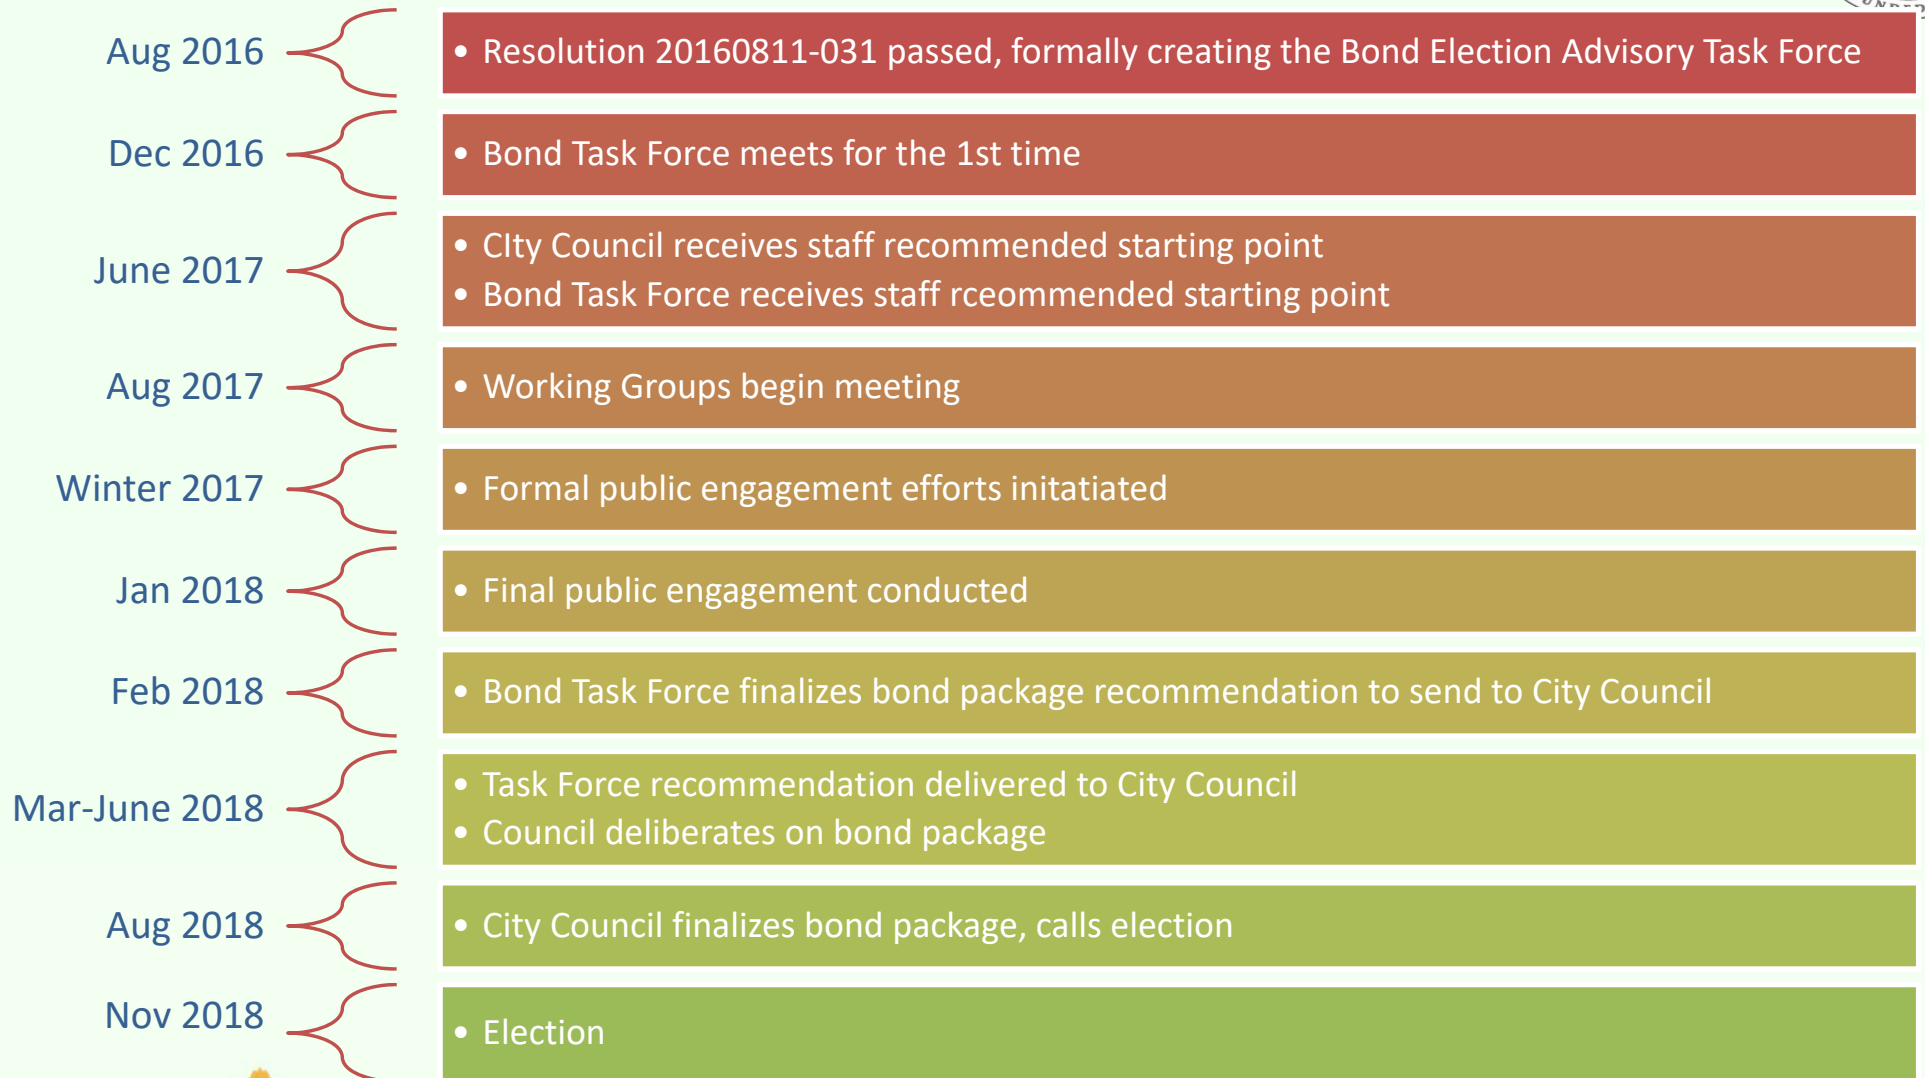 Aug 2016
• Resolution 20160811-031 passed, formally creating the Bond Election Advisory Task Force
Dec 2016
• Bond Task Force meets for the 1st time
June 2017
• CIty Council receives staff recommended starting point
• Bond Task Force receives staff rceommended starting point
Aug 2017
• Working Groups begin meeting
Winter 2017
• Formal public engagement efforts initatiated
Jan 2018
• Final public engagement conducted
Feb 2018
• Bond Task Force finalizes bond package recommendation to send to City Council
Mar-June 2018
• Task Force recommendation delivered to City Council
• Council deliberates on bond package
Aug 2018
• City Council finalizes bond package, calls election
Nov 2018
• Election